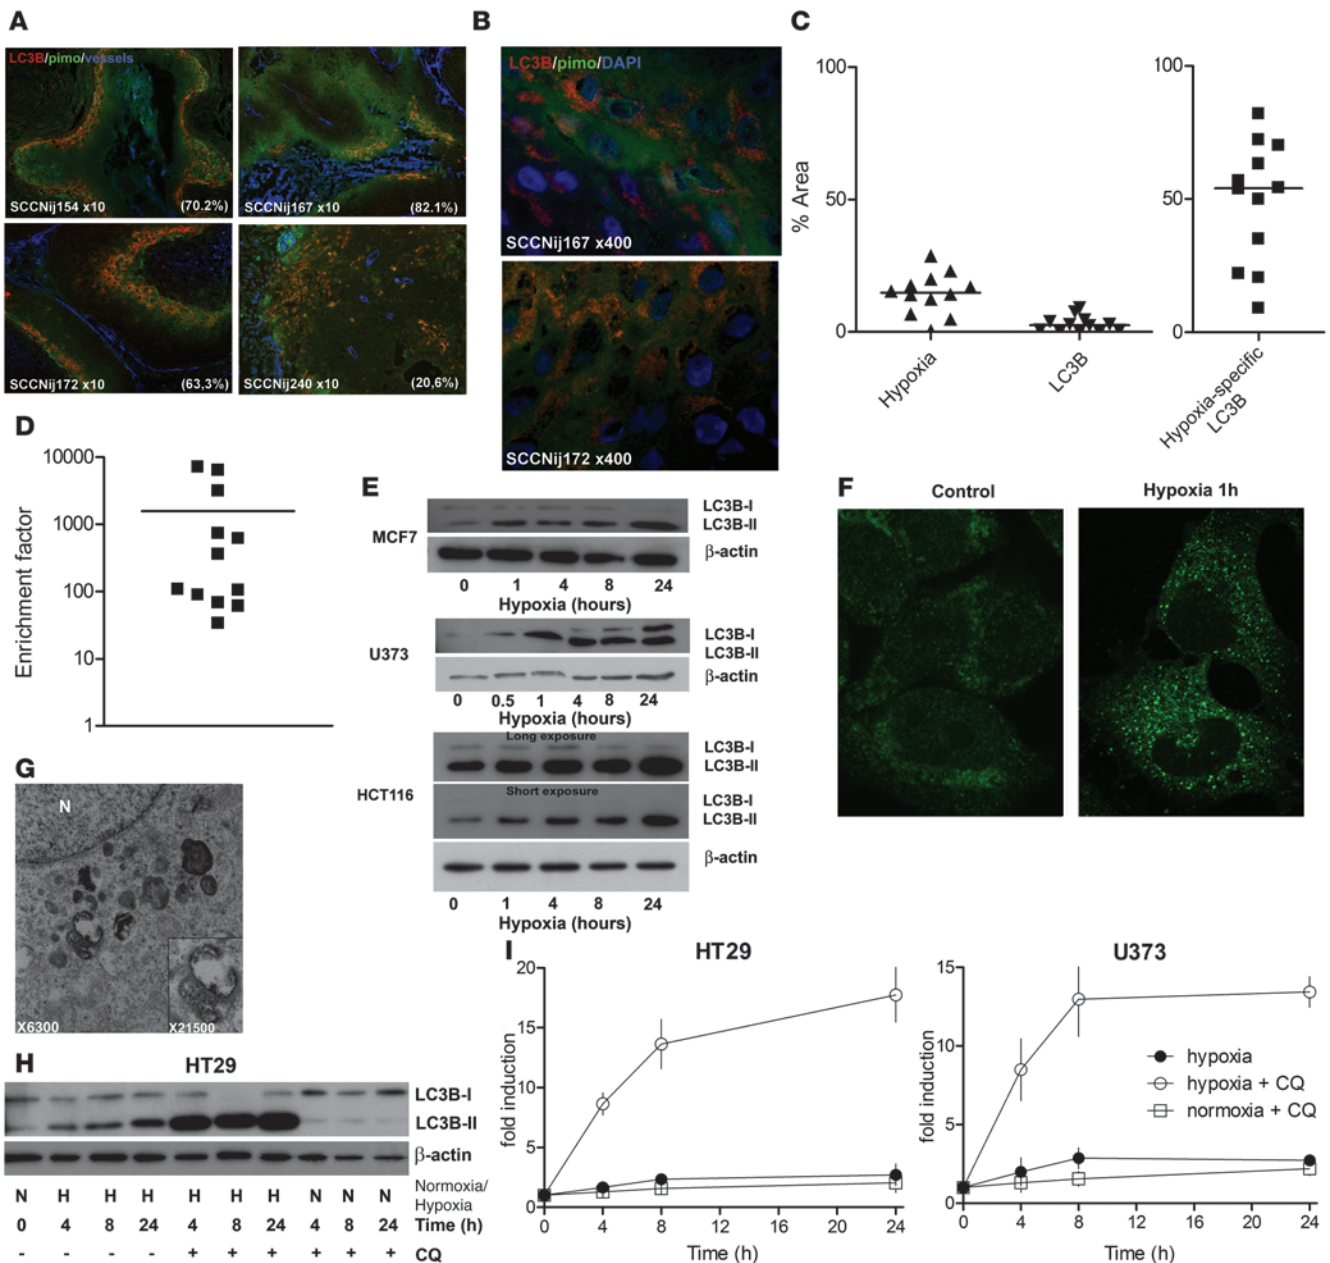 A
LC3B/pimo/vessels
SCCNij154 x10
(70.2%)
SCCNij167 x10
(82.1%)
SCCNij172 x10
(63,3%)
SCCNij240 x10
(20,6%)
B
LC3B/pimo/DAPI
SCCNij167 x400
SCCNij172 x400
C
% Area
100
50
0
Hypoxia
LC3B
100
50
0
Hypoxia-specific
LC3B
D
Enrichment factor
10000
1000
100
10
1
E
MCF7
LC3B-I
LC3B-II
β-actin
0 1 4 8 24
Hypoxia (hours)
U373
LC3B-I
LC3B-II
β-actin
0 0.5 1 4 8 24
Hypoxia (hours)
HCT116
Long exposure
LC3B-I
LC3B-II
Short exposure
LC3B-I
LC3B-II
β-actin
0 1 4 8 24
Hypoxia (hours)
F
Control
Hypoxia 1h
G
N
X6300
X21500
H
HT29
LC3B-I
LC3B-II
β-actin
N H H H H H H N N N
Normoxia/
Hypoxia
0 4 8 24 4 8 24 4 8 24 Time (h)
- - - - + + + + + + CQ
I
HT29
fold induction
20
15
10
5
0
0 4 8 12 16 20 24
Time (h)
U373
fold induction
15
10
5
0
0 4 8 12 16 20 24
Time (h)
hypoxia
hypoxia + CQ
normoxia + CQ